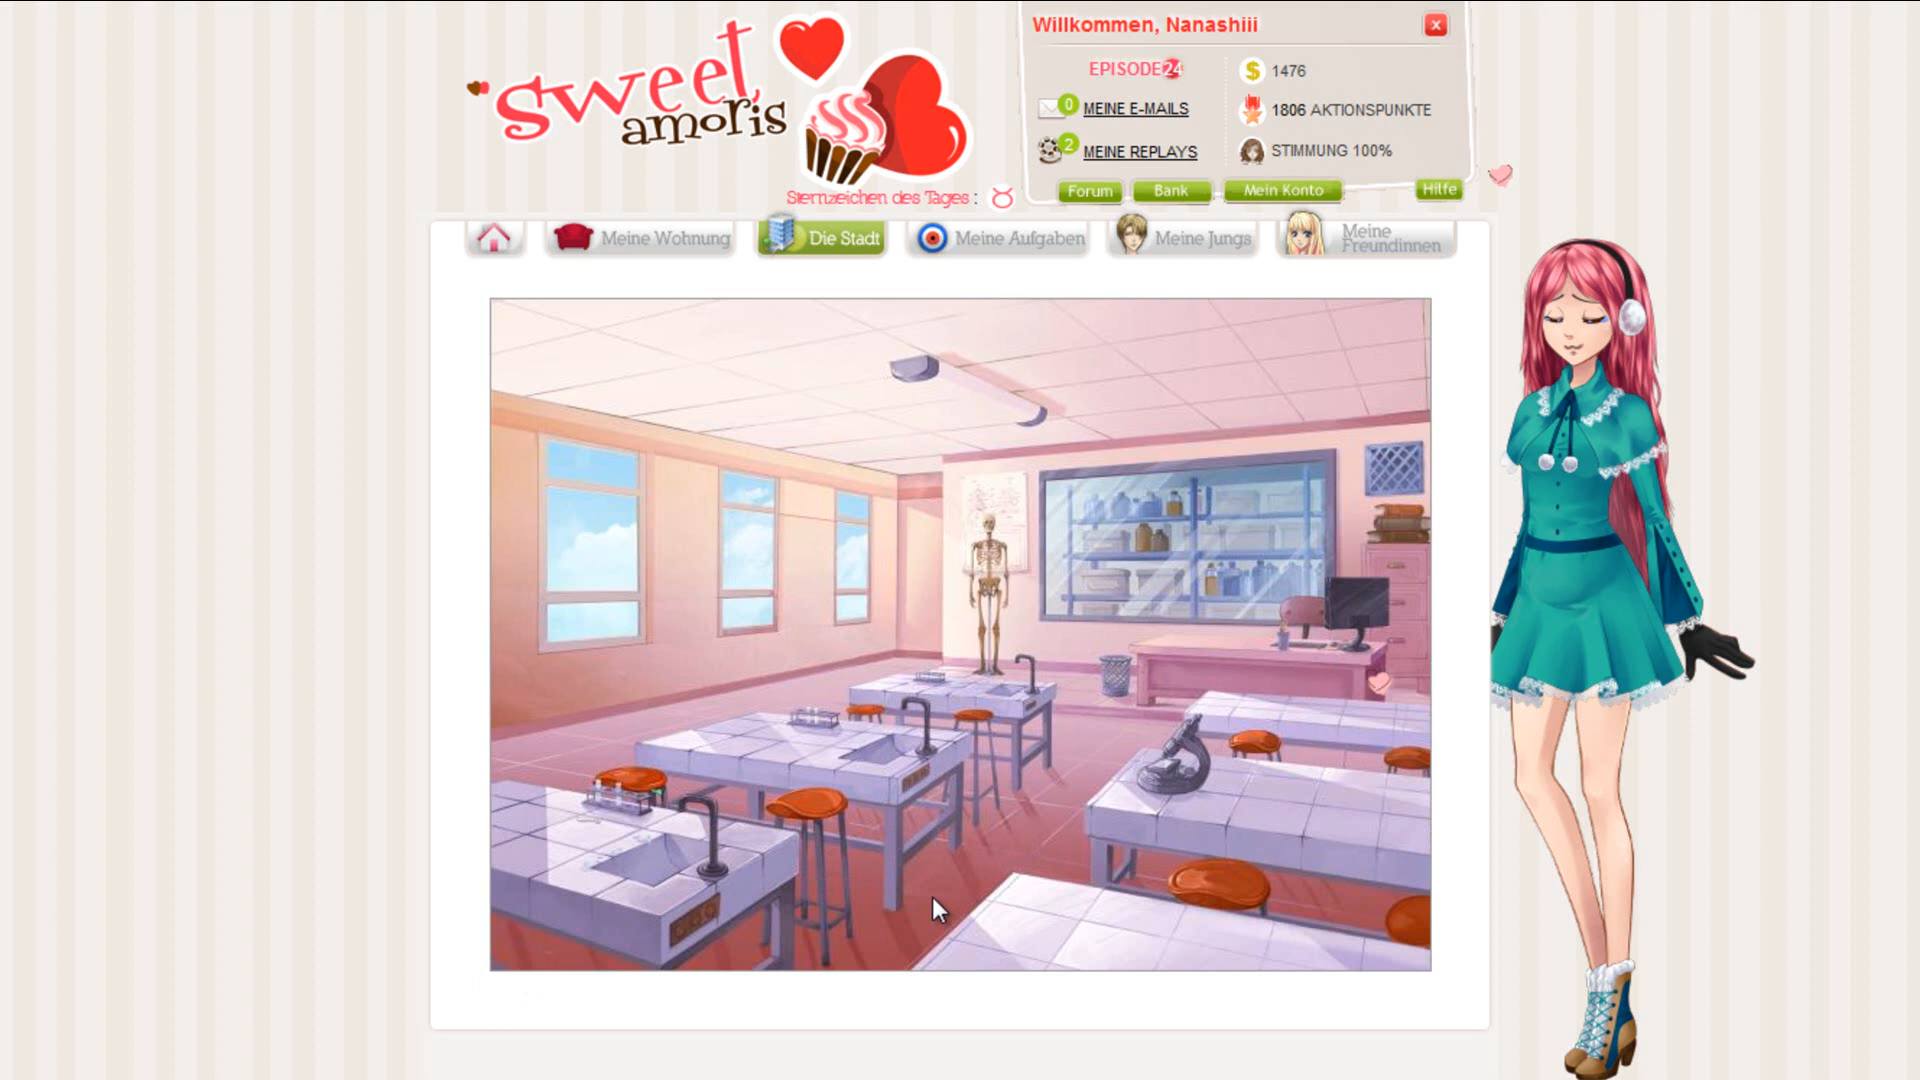 sweet
amoris
Sternzeichen des Tages :
Willkommen, Nanashiii
EPISODE 24
0 MEINE E-MAILS
2 MEINE REPLAYS
$ 1476
1806 AKTIONSPUNKTE
STIMMUNG 100%
Forum
Bank
Mein Konto
Hilfe
Meine Wohnung
Die Stadt
Meine Aufgaben
Meine Jungs
Meine
Freundinnen